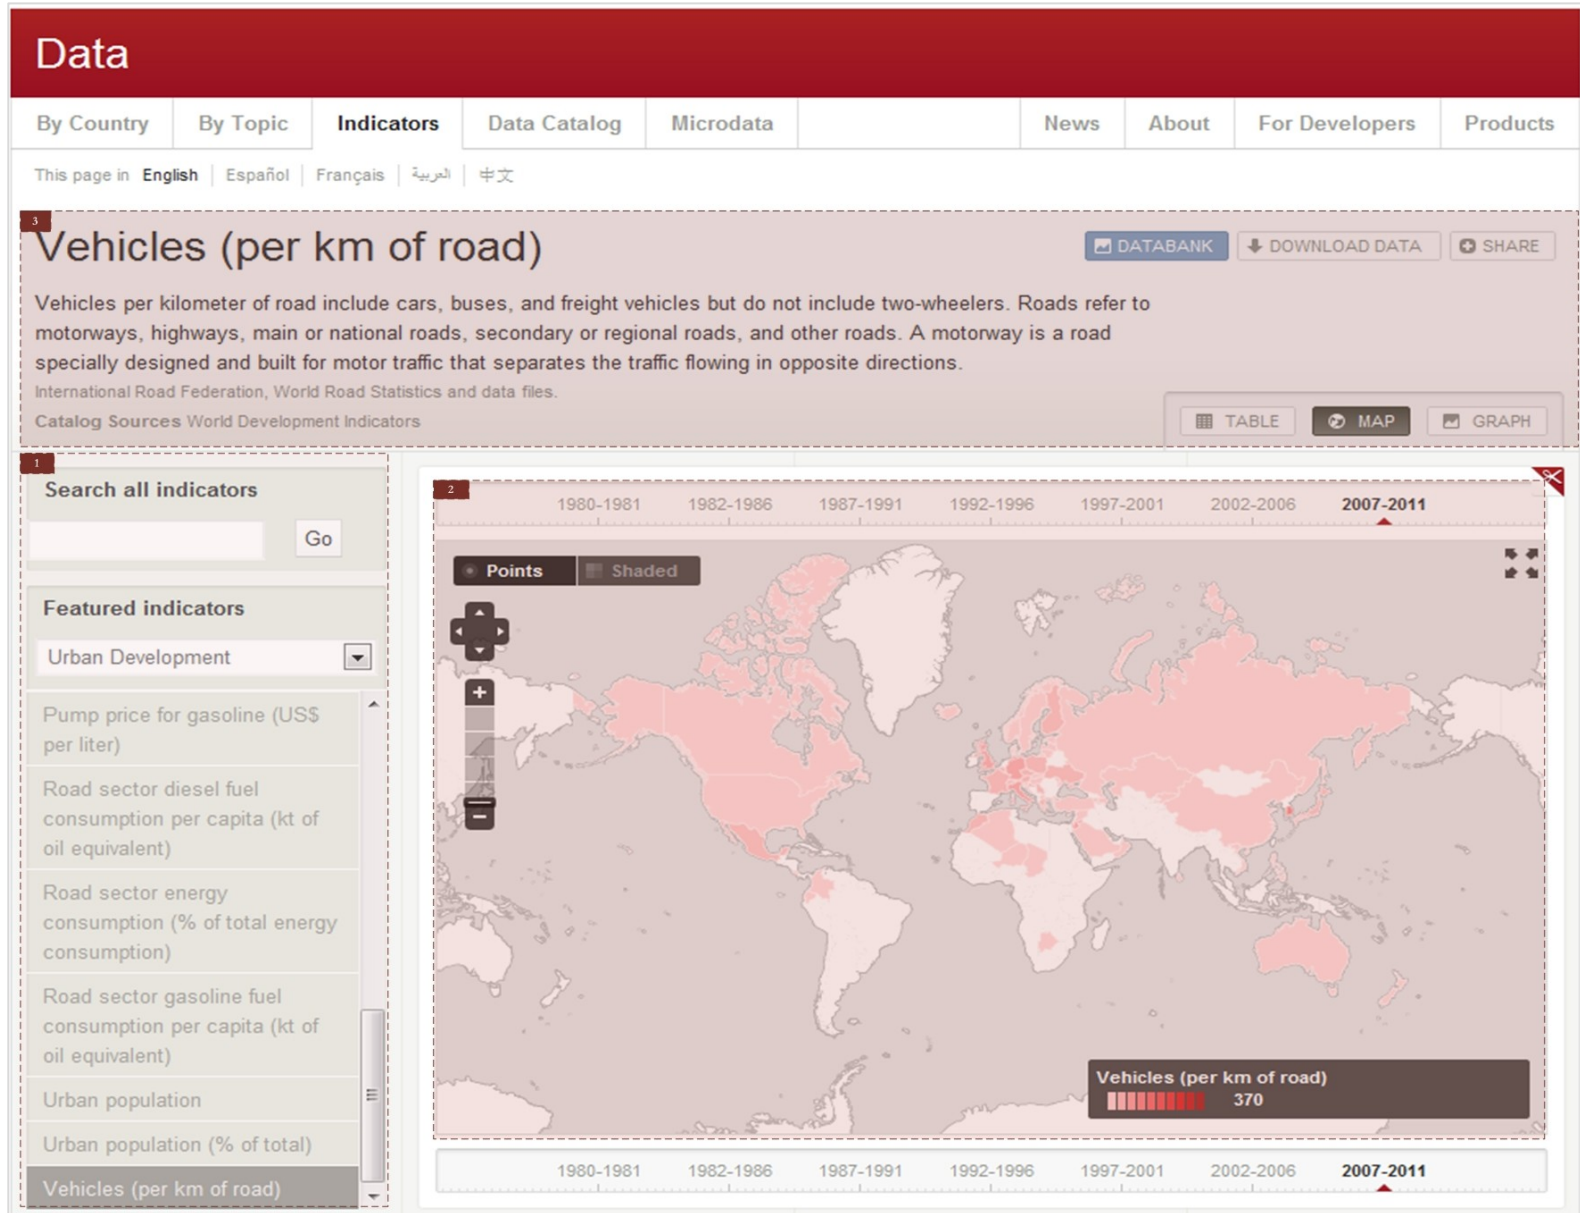 Data
By Country By Topic Indicators Data Catalog Microdata News About For Developers Products
This page in English Español Français العربية 中文
3
Vehicles (per km of road)
DATABANK DOWNLOAD DATA SHARE
Vehicles per kilometer of road include cars, buses, and freight vehicles but do not include two-wheelers. Roads refer to
motorways, highways, main or national roads, secondary or regional roads, and other roads. A motorway is a road
specially designed and built for motor traffic that separates the traffic flowing in opposite directions.
International Road Federation, World Road Statistics and data files.
Catalog Sources World Development Indicators
TABLE MAP GRAPH
1
Search all indicators
Go
Featured indicators
Urban Development
Pump price for gasoline (US$
per liter)
Road sector diesel fuel
consumption per capita (kt of
oil equivalent)
Road sector energy
consumption (% of total energy
consumption)
Road sector gasoline fuel
consumption per capita (kt of
oil equivalent)
Urban population
Urban population (% of total)
Vehicles (per km of road)
2
1980-1981 1982-1986 1987-1991 1992-1996 1997-2001 2002-2006 2007-2011
Points Shaded
Vehicles (per km of road)
370
1980-1981 1982-1986 1987-1991 1992-1996 1997-2001 2002-2006 2007-2011